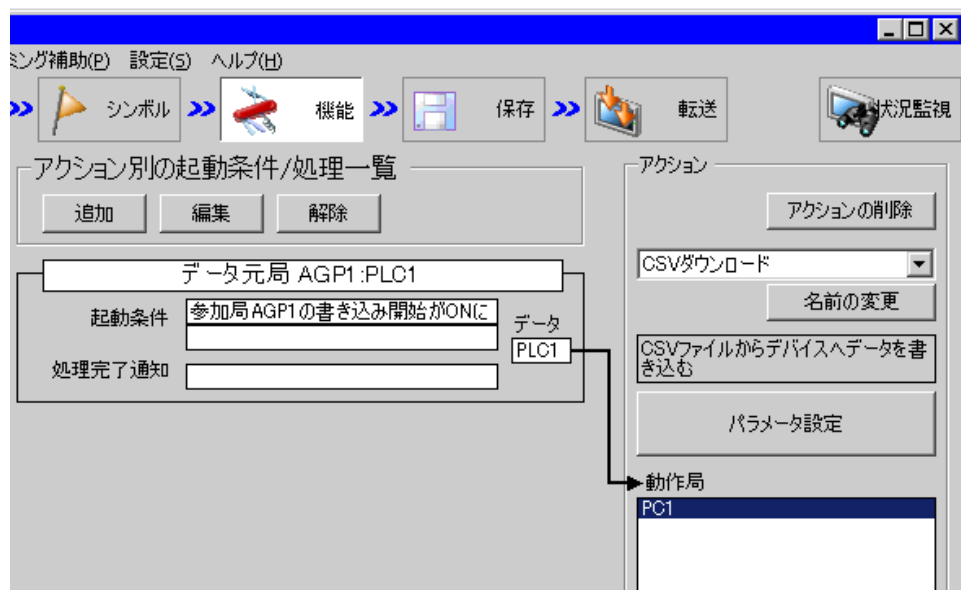 ミング補助(P) 設定(S) ヘルプ(H)
シンボル 機能 保存 転送 状況監視
アクション別の起動条件/処理一覧
追加 編集 解除
データ元局 AGP1:PLC1
起動条件 参加局AGP1の書き込み開始がONに
データ
PLC1
処理完了通知
アクション
アクションの削除
CSVダウンロード
名前の変更
CSVファイルからデバイスへデータを書
き込む
パラメータ設定
動作局
PC1